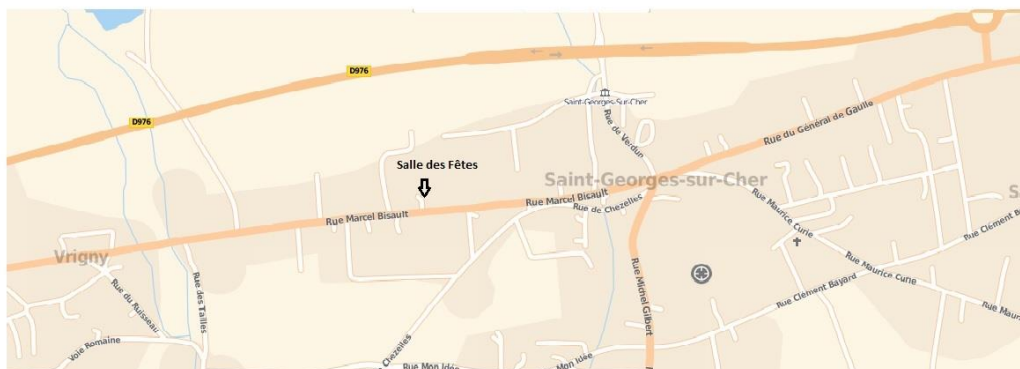 D976
D976
Saint-Georges-Sur-Cher
Rue de Verdun
Rue du Général de Gaulle
Salle des Fêtes
Saint-Georges-sur-Cher
S
Rue Marcel Bisault
Rue Marcel Bisault
Rue de Chezelles
Rue Maurice Curie
Rue Clément B
Vrigny
Rue du Ruisseau
Rue des Tailles
Rue Michel Gilbert
Rue Maurice Curie
Rue Clément Bayard
Rue Mau
Voie Romaine
Chezelles
Rue Mon Idée
Mon Idée